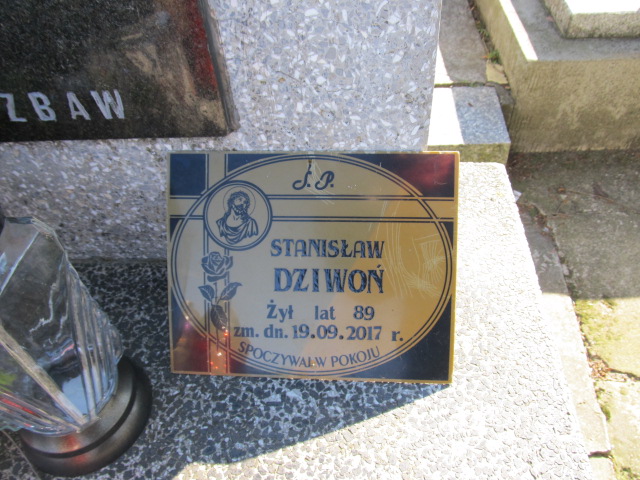 ZBAW
Ś.P.
STANISŁAW
DZIWOŃ
Żył lat 89
zm. dn. 19.09.2017 r.
SPOCZYWAJ W POKOJU